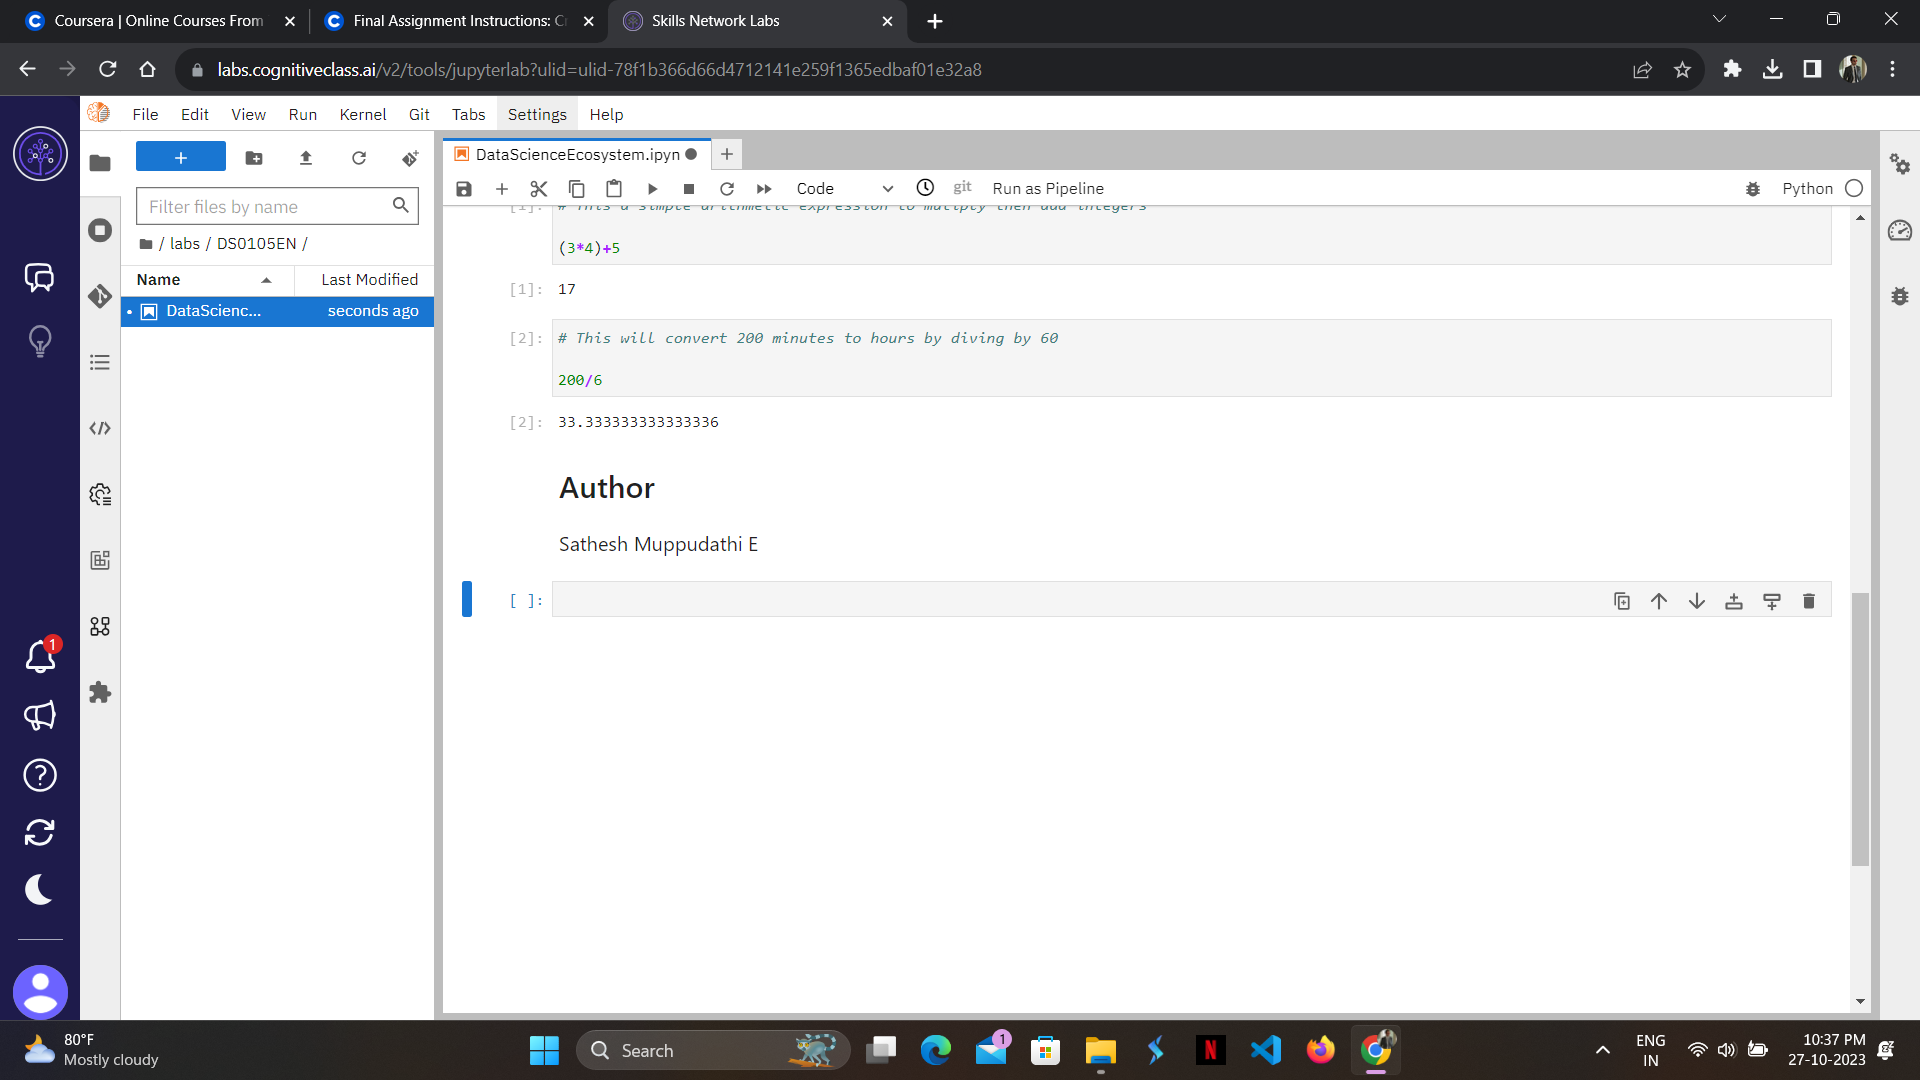 Coursera | Online Courses From
Final Assignment Instructions: Cr
Skills Network Labs
labs.cognitiveclass.ai/v2/tools/jupyterlab?ulid=ulid-78f1b366d66d4712141e259f1365edbaf01e32a8
File Edit View Run Kernel Git Tabs Settings Help
DataScienceEcosystem.ipyn
Filter files by name
Code
git
Run as Pipeline
Python
/ labs / DS0105EN /
Name
Last Modified
DataScienc...
seconds ago
[1]: # This a simple arithmetic expression to mutiply then add integers
(3*4)+5
[1]: 17
[2]: # This will convert 200 minutes to hours by diving by 60
200/6
[2]: 33.333333333333336
Author
Sathesh Muppudathi E
[ ]:
1
80°F
Mostly cloudy
Search
1
N
ENG
IN
10:37 PM
27-10-2023